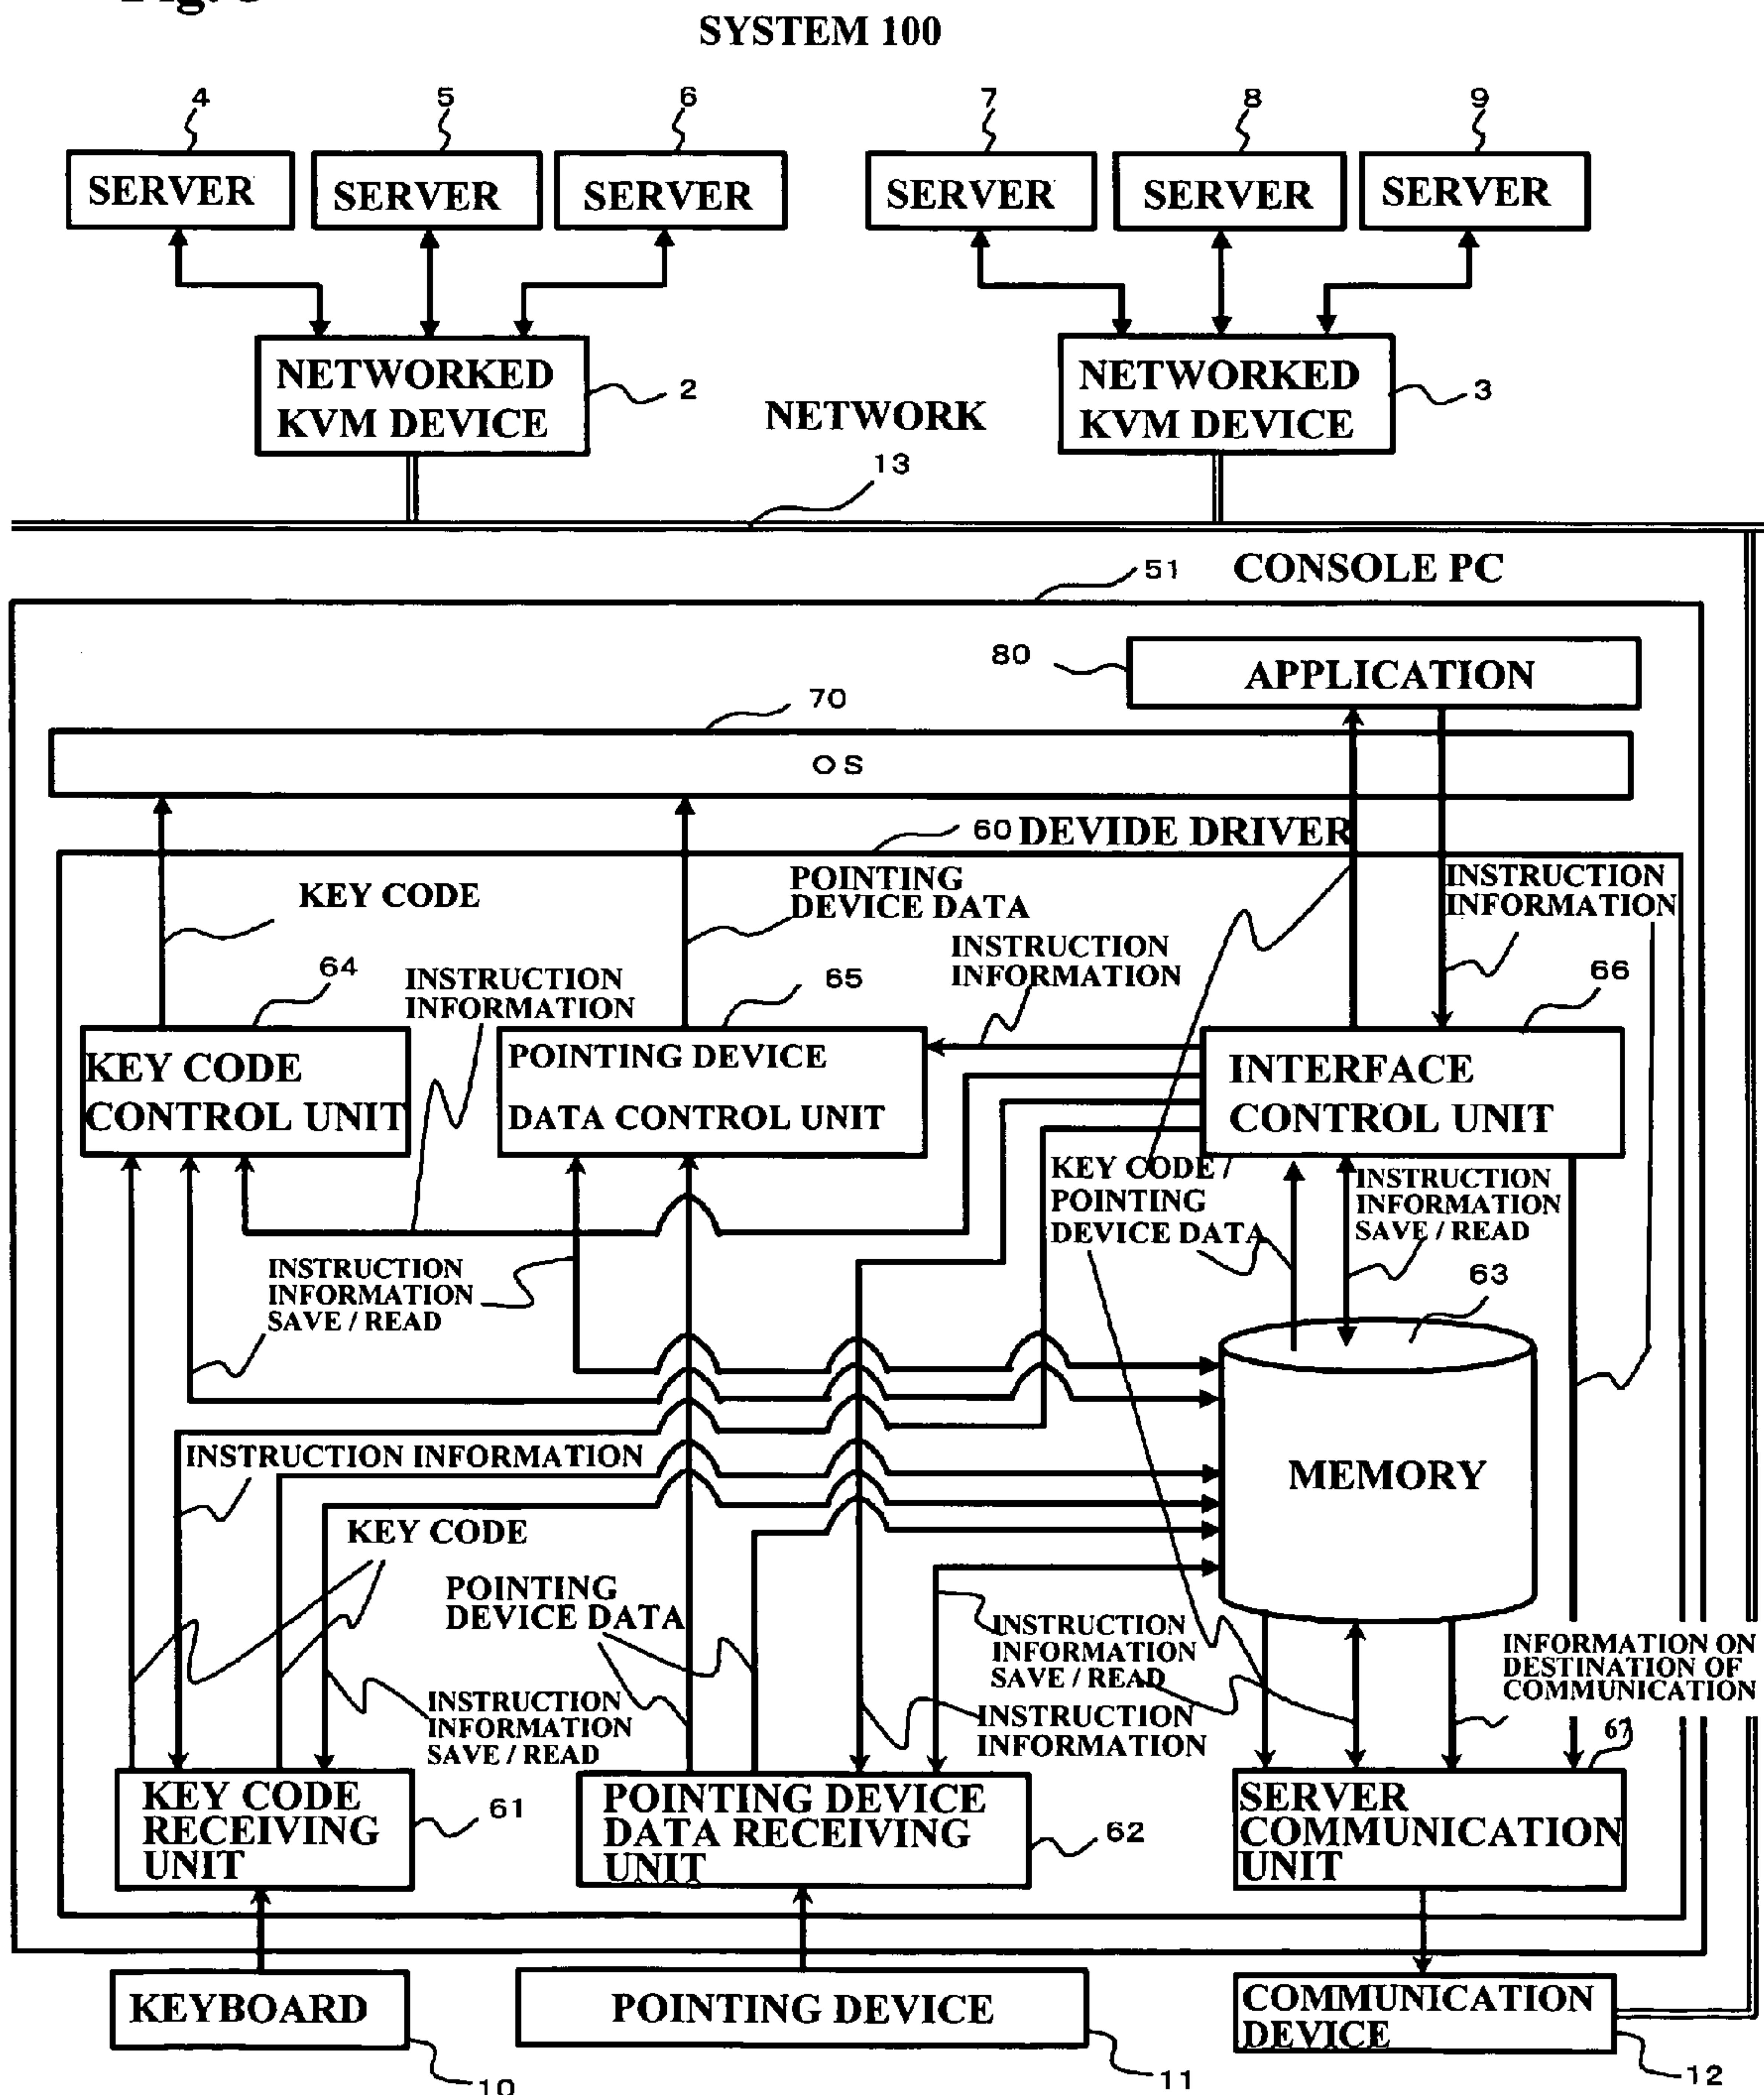 SYSTEM 100
4
5
6
7
8
9
SERVER
SERVER
SERVER
SERVER
SERVER
SERVER
NETWORKED
KVM DEVICE
2
NETWORK
13
NETWORKED
KVM DEVICE
3
51
CONSOLE PC
80
APPLICATION
70
OS
60 DEVIDE DRIVER
KEY CODE
POINTING
DEVICE DATA
INSTRUCTION
INFORMATION
64
INSTRUCTION
INFORMATION
65
INSTRUCTION
INFORMATION
66
KEY CODE
CONTROL UNIT
POINTING DEVICE
DATA CONTROL UNIT
INTERFACE
CONTROL UNIT
KEY CODE /
POINTING
DEVICE DATA
INSTRUCTION
INFORMATION
SAVE / READ
INSTRUCTION
INFORMATION
SAVE / READ
63
MEMORY
INSTRUCTION INFORMATION
KEY CODE
POINTING
DEVICE DATA
INSTRUCTION
INFORMATION
SAVE / READ
INFORMATION ON
DESTINATION OF
COMMUNICATION
INSTRUCTION
INFORMATION
SAVE / READ
INSTRUCTION
INFORMATION
67
KEY CODE
RECEIVING
UNIT
61
POINTING DEVICE
DATA RECEIVING
UNIT
62
SERVER
COMMUNICATION
UNIT
KEYBOARD
10
POINTING DEVICE
11
COMMUNICATION
DEVICE
12